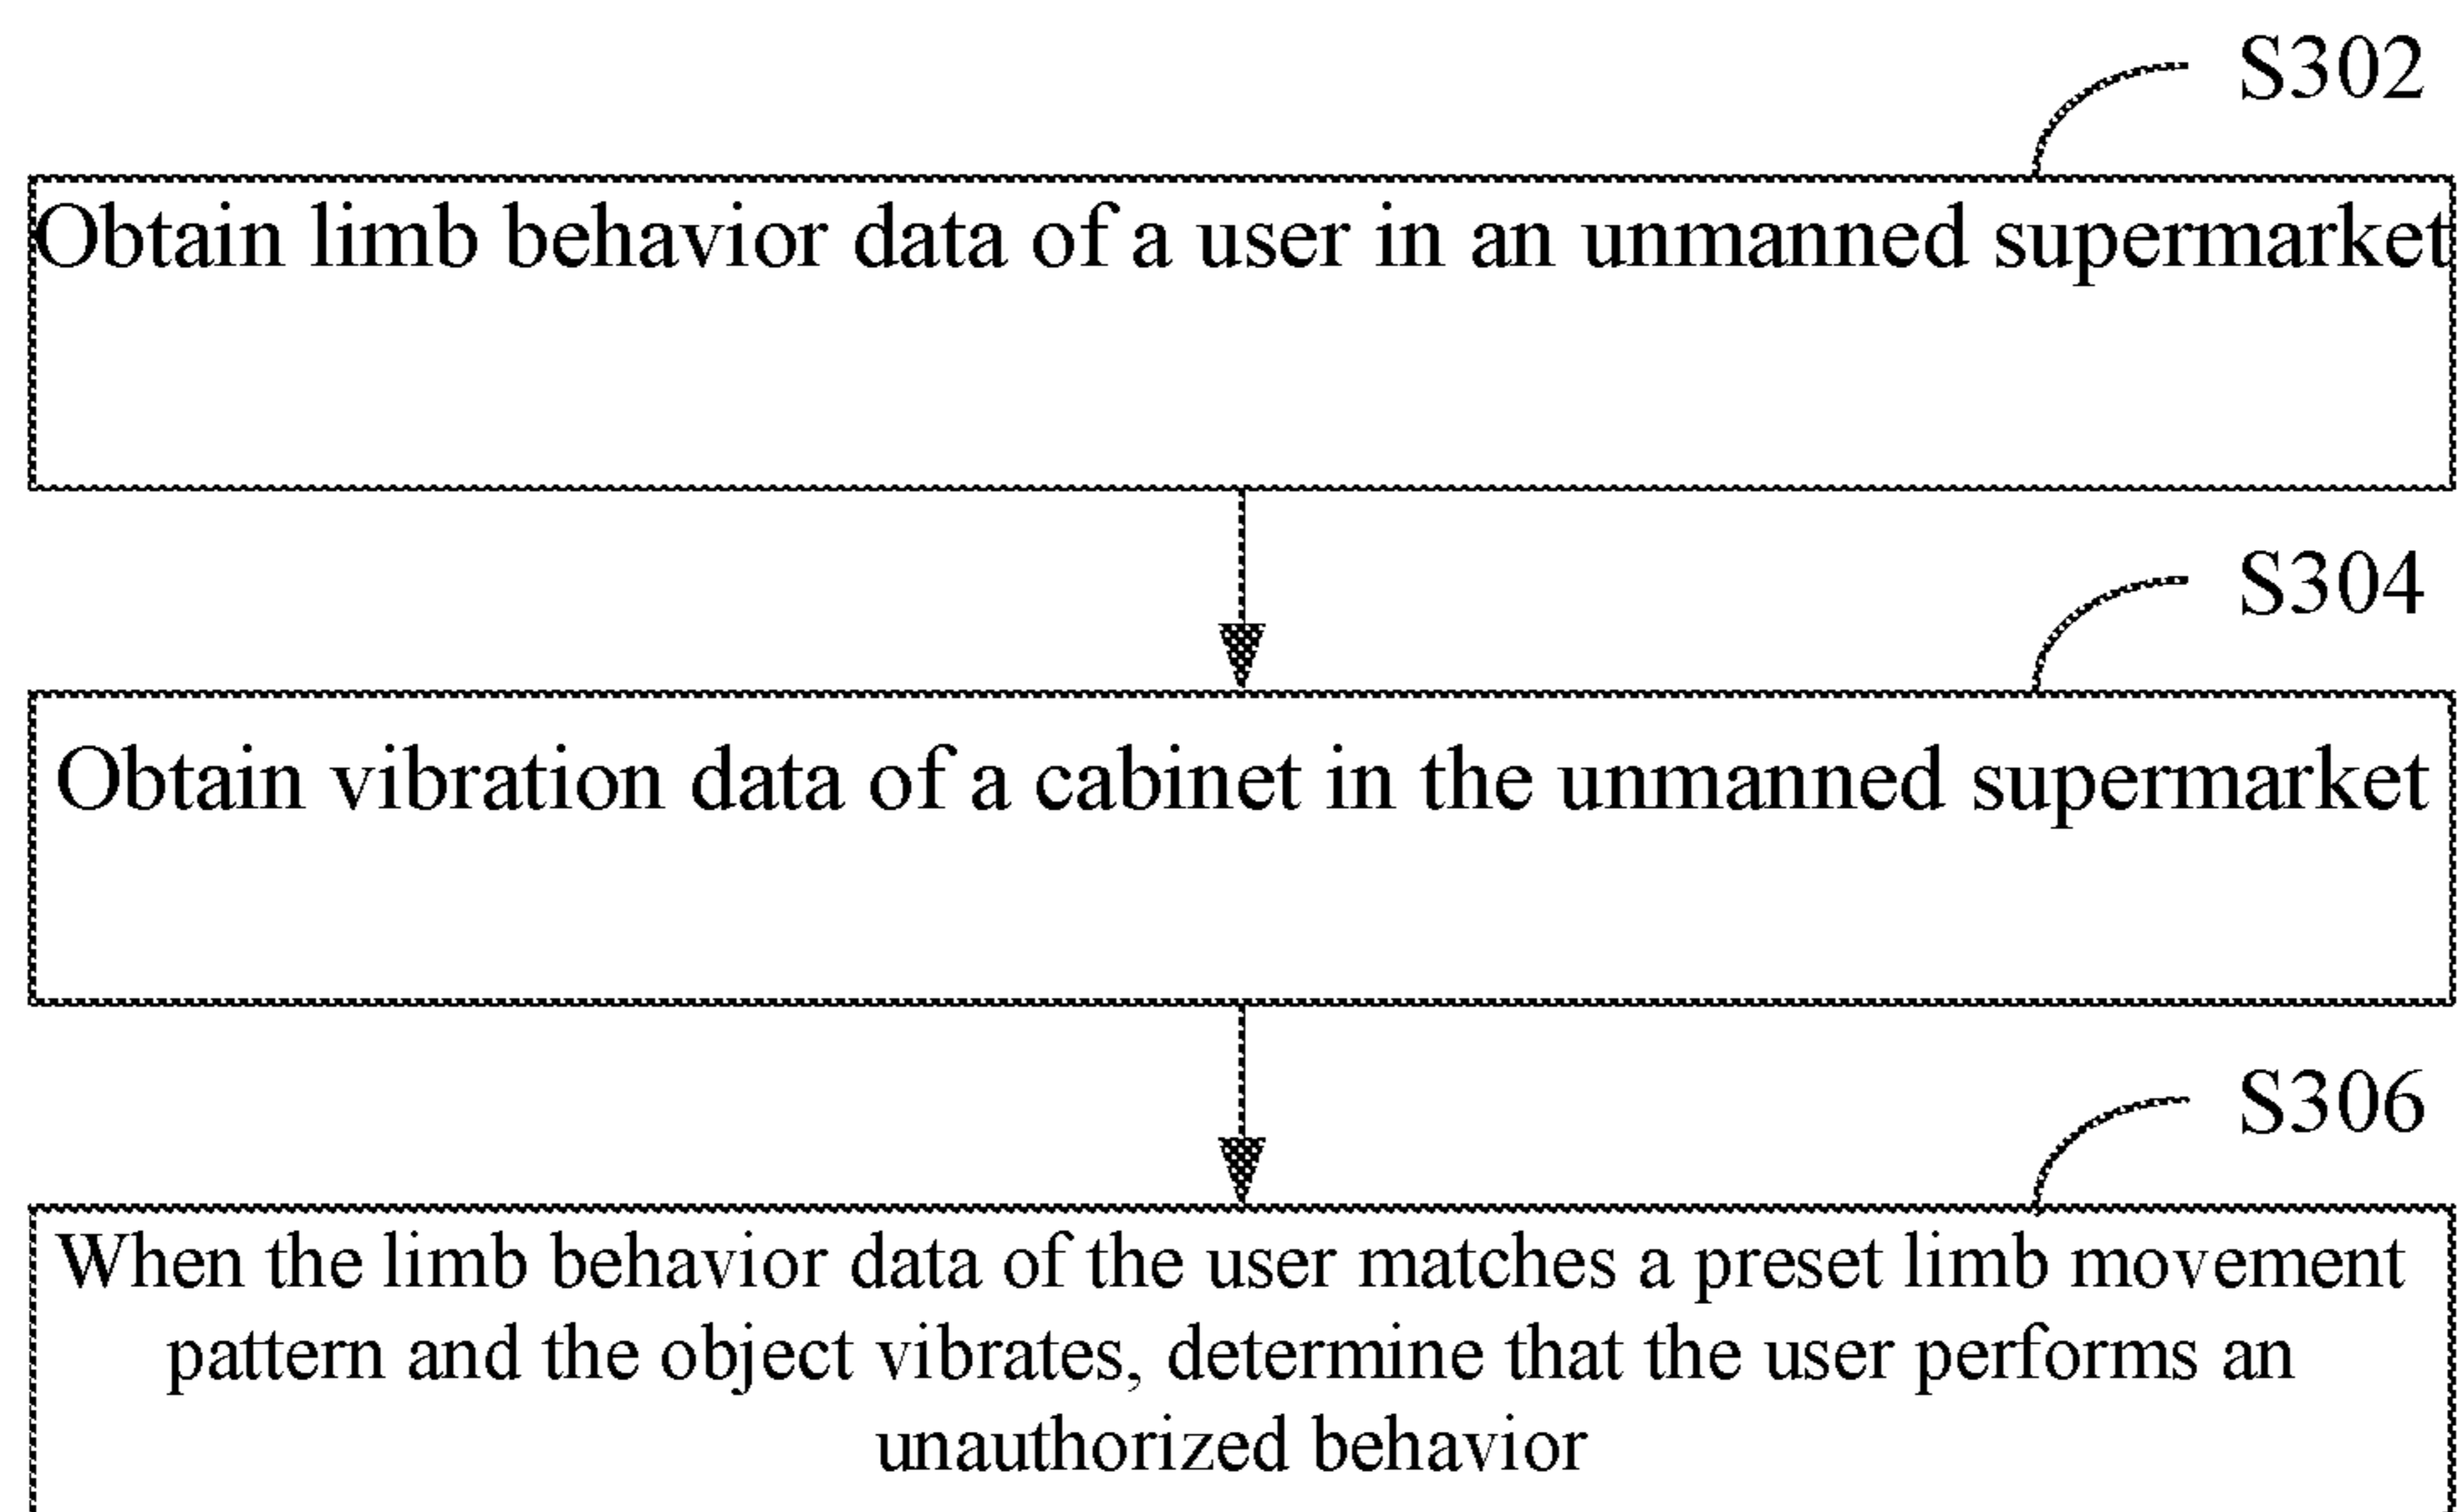 S302
Obtain limb behavior data of a user in an unmanned supermarket
S304
Obtain vibration data of a cabinet in the unmanned supermarket
S306
When the limb behavior data of the user matches a preset limb movement
pattern and the object vibrates, determine that the user performs an
unauthorized behavior